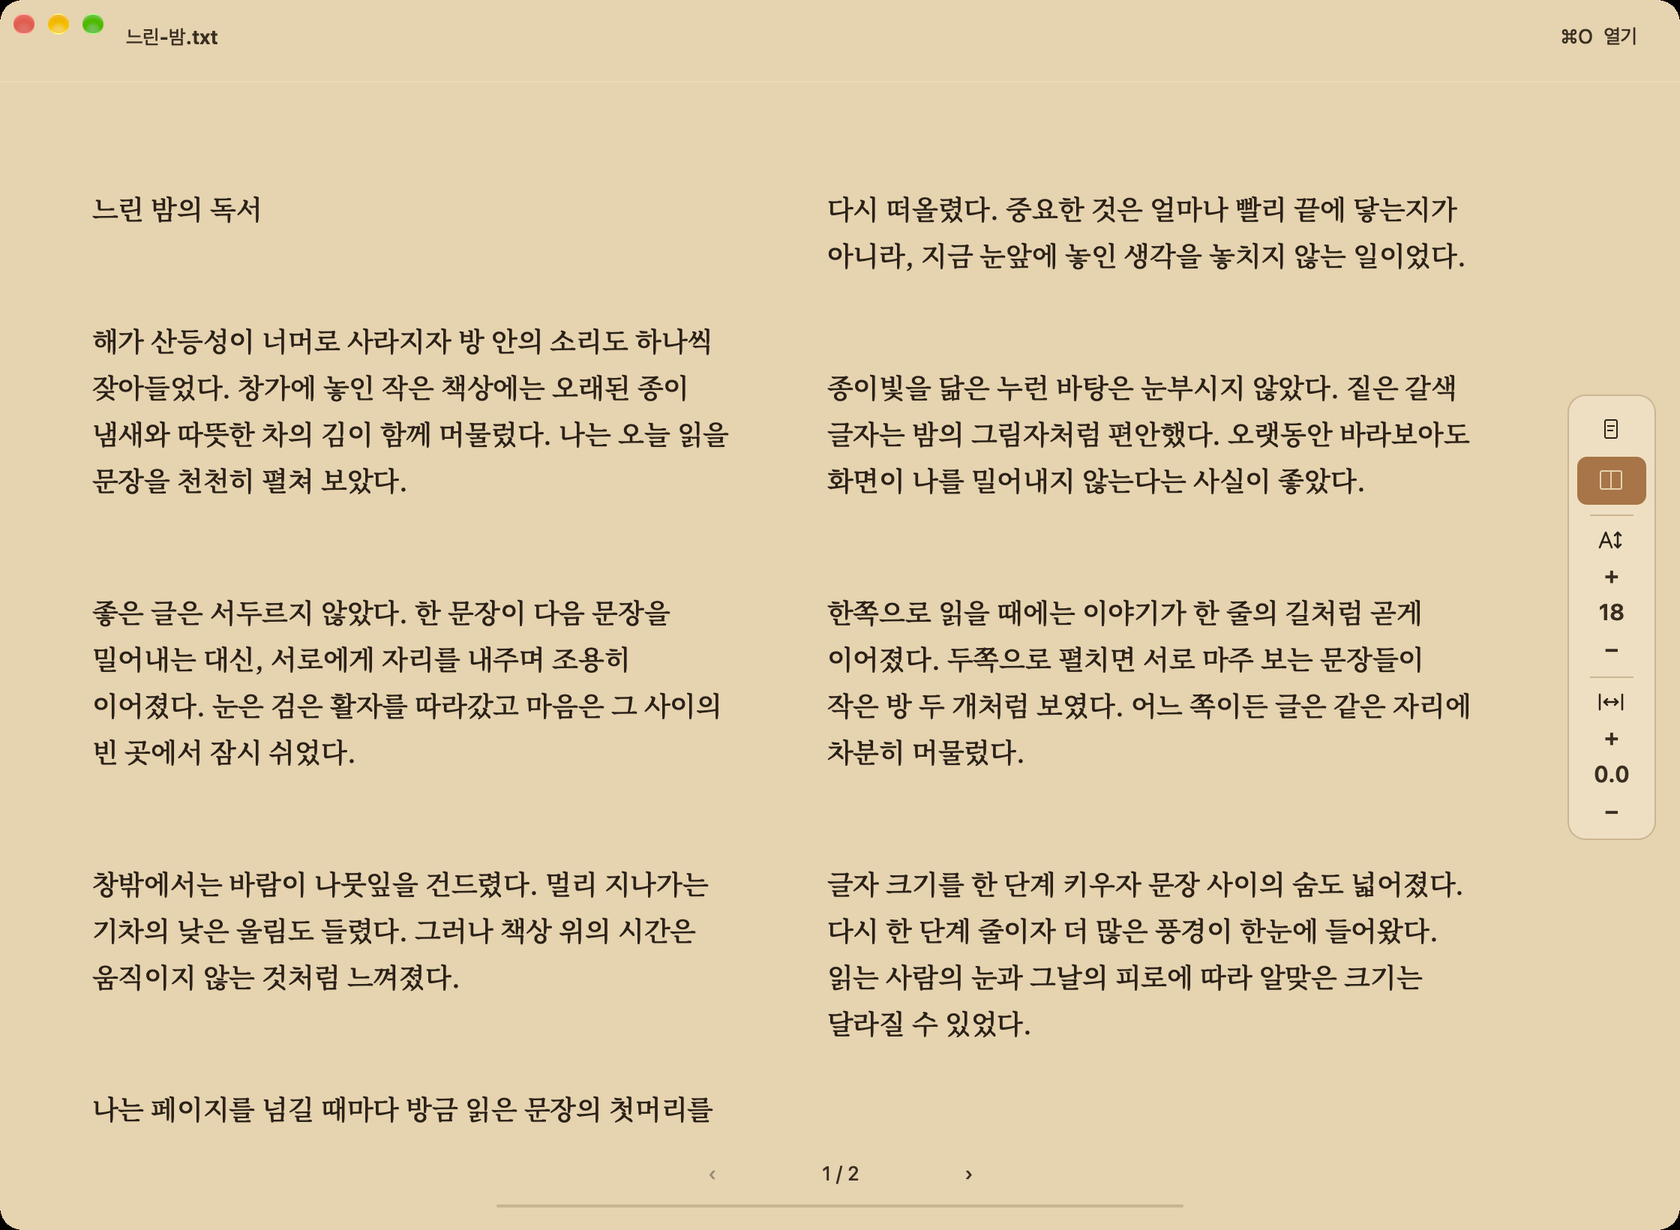 느린-밤.txt
⌘O 열기
느린 밤의 독서
해가 산등성이 너머로 사라지자 방 안의 소리도 하나씩
잦아들었다. 창가에 놓인 작은 책상에는 오래된 종이
냄새와 따뜻한 차의 김이 함께 머물렀다. 나는 오늘 읽을
문장을 천천히 펼쳐 보았다.
좋은 글은 서두르지 않았다. 한 문장이 다음 문장을
밀어내는 대신, 서로에게 자리를 내주며 조용히
이어졌다. 눈은 검은 활자를 따라갔고 마음은 그 사이의
빈 곳에서 잠시 쉬었다.
창밖에서는 바람이 나뭇잎을 건드렸다. 멀리 지나가는
기차의 낮은 울림도 들렸다. 그러나 책상 위의 시간은
움직이지 않는 것처럼 느껴졌다.
나는 페이지를 넘길 때마다 방금 읽은 문장의 첫머리를
다시 떠올렸다. 중요한 것은 얼마나 빨리 끝에 닿는지가
아니라, 지금 눈앞에 놓인 생각을 놓치지 않는 일이었다.
종이빛을 닮은 누런 바탕은 눈부시지 않았다. 짙은 갈색
글자는 밤의 그림자처럼 편안했다. 오랫동안 바라보아도
화면이 나를 밀어내지 않는다는 사실이 좋았다.
한쪽으로 읽을 때에는 이야기가 한 줄의 길처럼 곧게
이어졌다. 두쪽으로 펼치면 서로 마주 보는 문장들이
작은 방 두 개처럼 보였다. 어느 쪽이든 글은 같은 자리에
차분히 머물렀다.
글자 크기를 한 단계 키우자 문장 사이의 숨도 넓어졌다.
다시 한 단계 줄이자 더 많은 풍경이 한눈에 들어왔다.
읽는 사람의 눈과 그날의 피로에 따라 알맞은 크기는
달라질 수 있었다.
A↕
+
18
−
+
0.0
−
‹ 1 / 2 ›